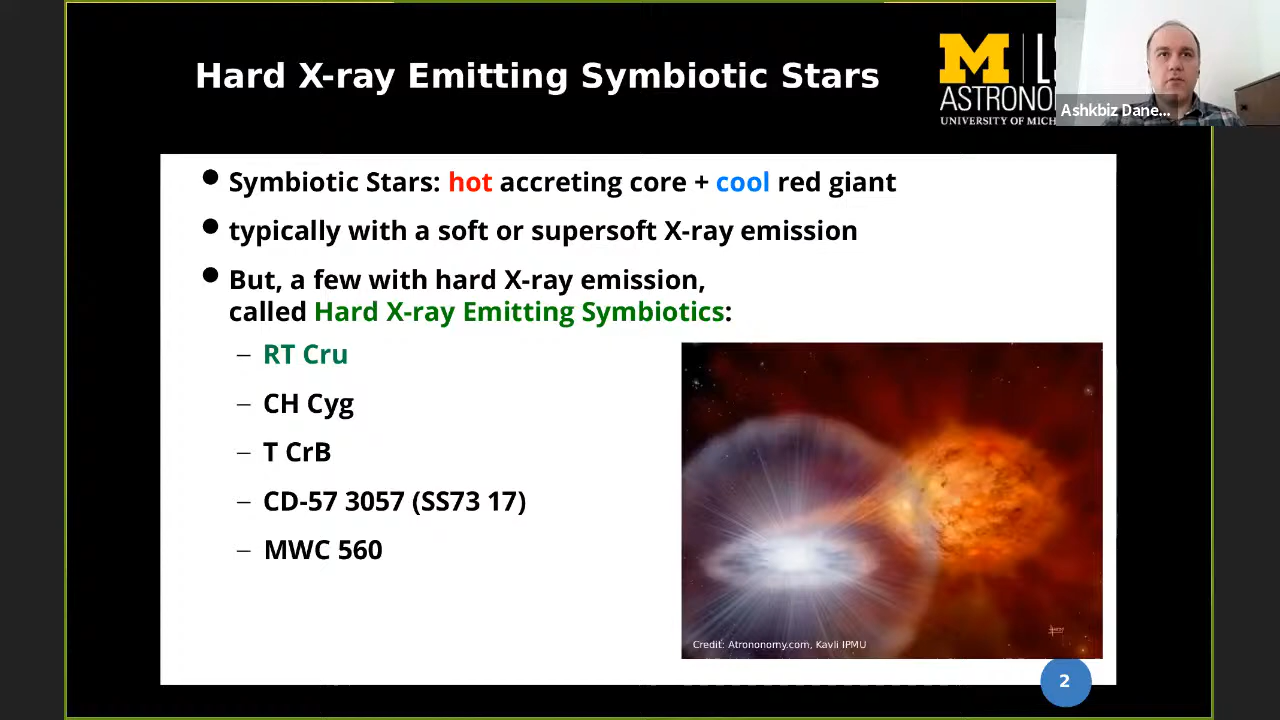 Hard X-ray Emitting Symbiotic Stars
M
ASTRONO
UNIVERSITY OF MICH
Ashkbiz Dane...
● Symbiotic Stars: hot accreting core + cool red giant
● typically with a soft or supersoft X-ray emission
● But, a few with hard X-ray emission,
called Hard X-ray Emitting Symbiotics:
– RT Cru
– CH Cyg
– T CrB
– CD-57 3057 (SS73 17)
– MWC 560
Credit: Atrononomy.com, Kavli IPMU
2